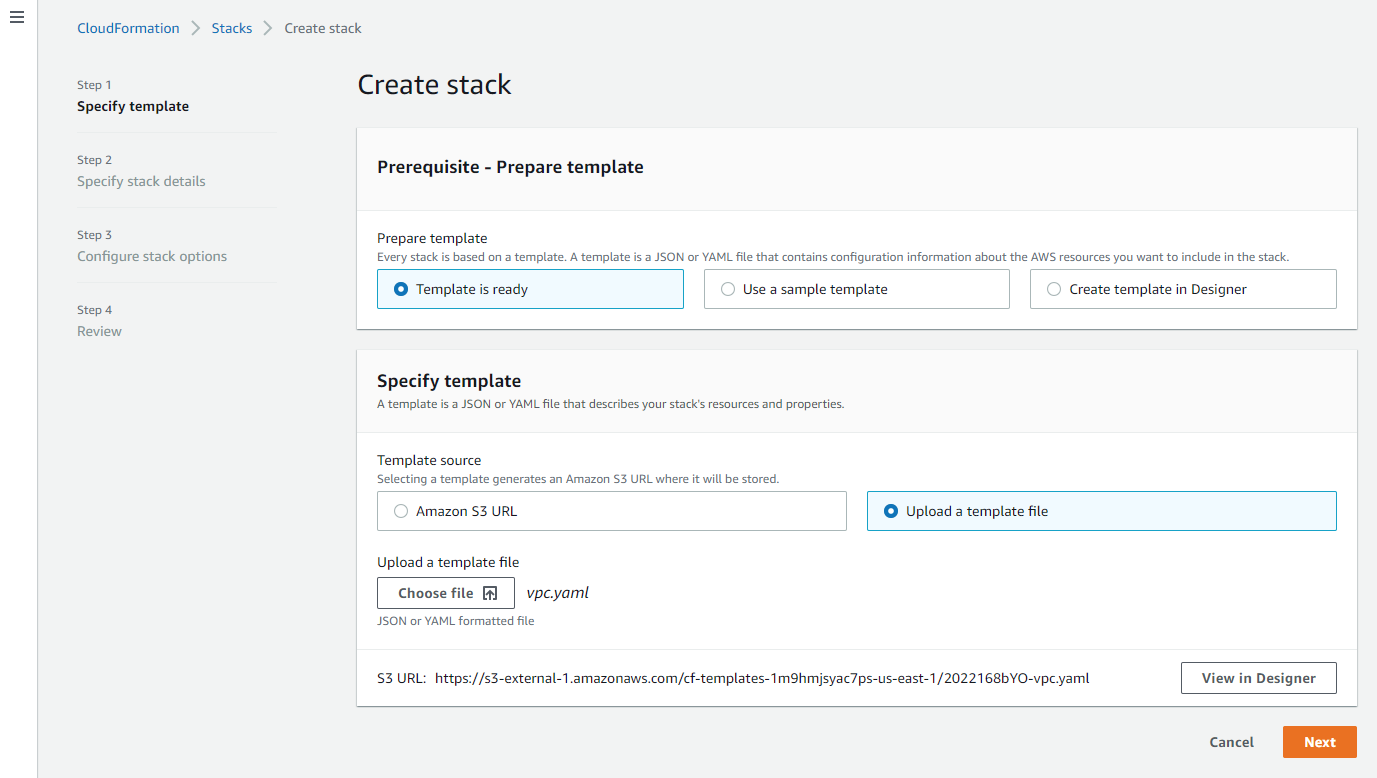 CloudFormation > Stacks > Create stack
Step 1
Specify template
Step 2
Specify stack details
Step 3
Configure stack options
Step 4
Review
Create stack
Prerequisite - Prepare template
Prepare template
Every stack is based on a template. A template is a JSON or YAML file that contains configuration information about the AWS resources you want to include in the stack.
Template is ready
Use a sample template
Create template in Designer
Specify template
A template is a JSON or YAML file that describes your stack's resources and properties.
Template source
Selecting a template generates an Amazon S3 URL where it will be stored.
Amazon S3 URL
Upload a template file
Upload a template file
Choose file vpc.yaml
JSON or YAML formatted file
S3 URL: https://s3-external-1.amazonaws.com/cf-templates-1m9hmjsyac7ps-us-east-1/2022168bYO-vpc.yaml
View in Designer
Cancel
Next